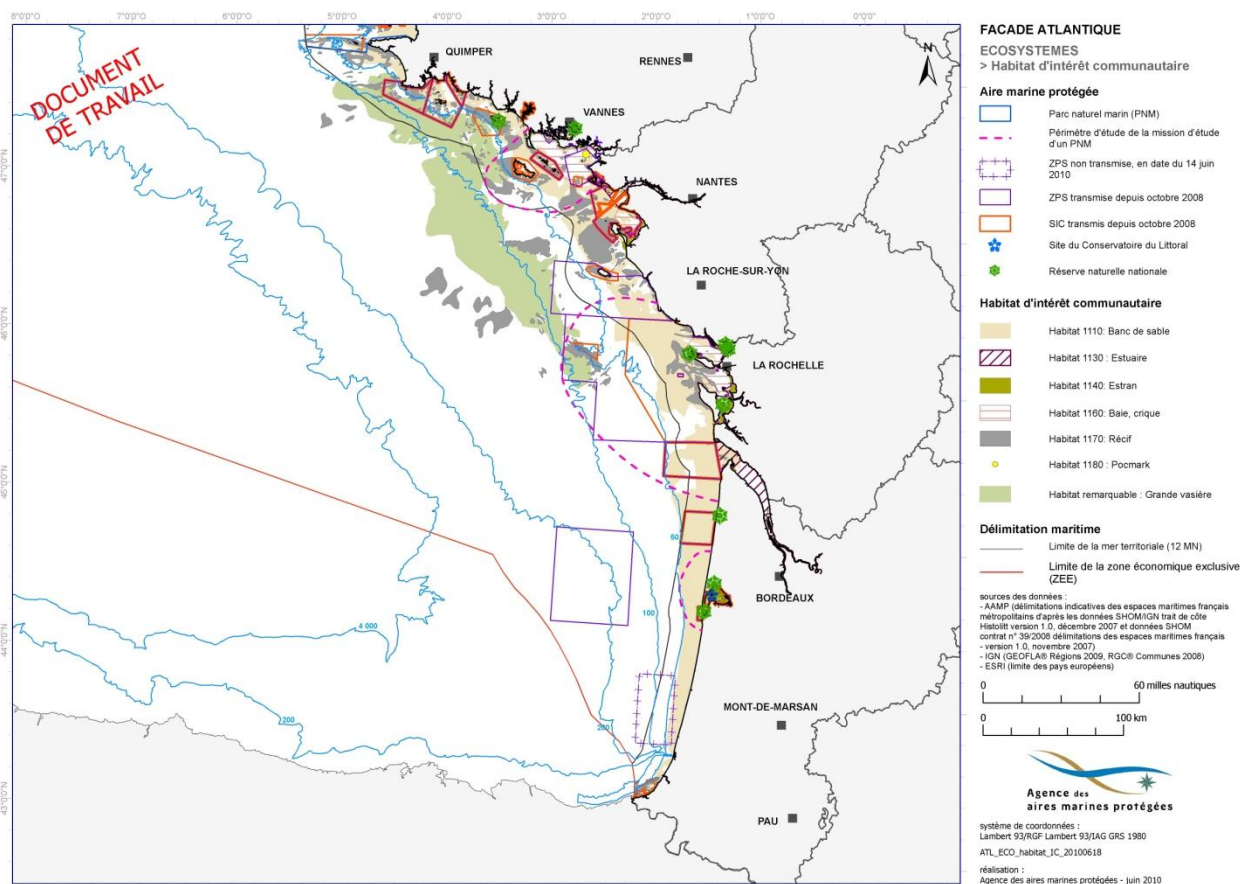 8°0'0"O
7°0'0"O
6°0'0"O
5°0'0"O
4°0'0"O
3°0'0"O
2°0'0"O
1°0'0"O
0°0'0"
1°0'0"E
DOCUMENT
DE TRAVAIL
47°0'0"N
46°0'0"N
45°0'0"N
44°0'0"N
43°0'0"N
QUIMPER
RENNES
VANNES
NANTES
LA ROCHE-SUR-YON
LA ROCHELLE
BORDEAUX
MONT-DE-MARSAN
PAU
50
100
4 000
200
200
N
FACADE ATLANTIQUE
ECOSYSTEMES
> Habitat d'intérêt communautaire
Aire marine protégée
Parc naturel marin (PNM)
Périmètre d'étude de la mission d'étude
d'un PNM
ZPS non transmise, en date du 14 juin
2010
ZPS transmise depuis octobre 2008
SIC transmis depuis octobre 2008
Site du Conservatoire du Littoral
Réserve naturelle nationale
Habitat d'intérêt communautaire
Habitat 1110: Banc de sable
Habitat 1130: Estuaire
Habitat 1140: Estran
Habitat 1160: Baie, crique
Habitat 1170: Récif
Habitat 1180 : Pocmark
Habitat remarquable : Grande vasière
Délimitation maritime
Limite de la mer territoriale (12 MN)
Limite de la zone économique exclusive
(ZEE)
sources des données :
- AAMP (délimitations indicatives des espaces maritimes français
métropolitains d'après les données SHOM/IGN trait de côte
Histolitt version 1.0, décembre 2007 et données SHOM
contrat n° 39/2008 délimitations des espaces maritimes français
- version 1.0, novembre 2007)
- IGN (GEOFLA® Régions 2009, RGC® Communes 2008)
- ESRI (limite des pays européens)
0 60 milles nautiques
0 100 km
Agence des
aires marines protégées
système de coordonnées :
Lambert 93/RGF Lambert 93/IAG GRS 1980
ATL_ECO_habitat_IC_20100618
réalisation :
Agence des aires marines protégées - juin 2010